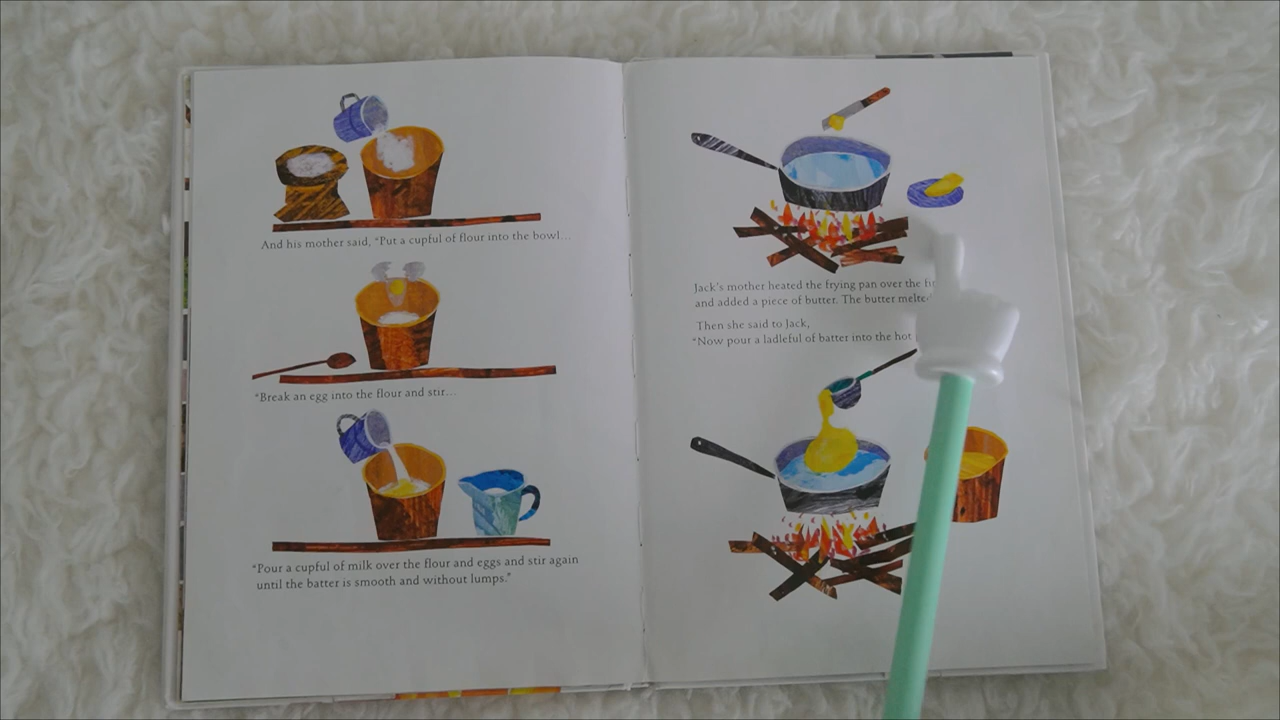 And his mother said, "Put a cupful of flour into the bowl...
"Break an egg into the flour and stir...
"Pour a cupful of milk over the flour and eggs and stir again
until the batter is smooth and without lumps."
Jack's mother heated the frying pan over the
and added a piece of butter. The butter
Then she said to Jack,
"Now pour a ladleful of batter into the hot